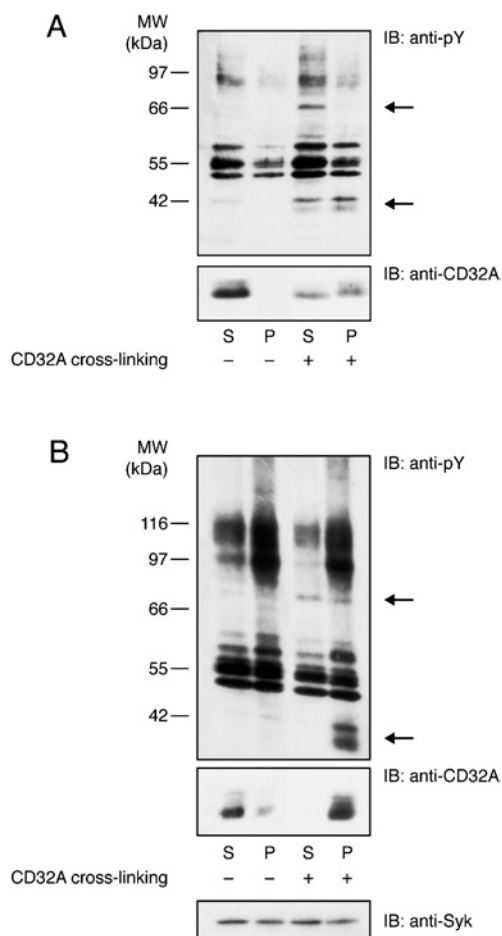 A
MW
(kDa)
IB: anti-pY
97
66
55
42
IB: anti-CD32A
S P S P
CD32A cross-linking – – + +
B
MW
(kDa)
IB: anti-pY
116
97
66
55
42
IB: anti-CD32A
S P S P
CD32A cross-linking – – + +
IB: anti-Syk